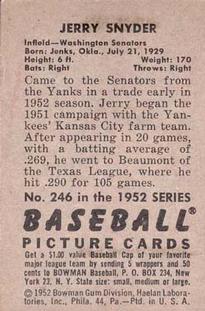 JERRY SNYDER
Infield—Washington Senators
Born: Jenks, Okla., July 21, 1929
Height: 6 ft. Weight: 170
Bats: Right Throws: Right
Came to the Senators from
the Yanks in a trade early in
1952 season. Jerry began the
1951 campaign with the Yan-
kees' Kansas City farm team.
After appearing in 20 games,
with a batting average of
.269, he went to Beaumont of
the Texas League, where he
hit .290 for 105 games.
No. 246 in the 1952 SERIES
BASEBALL®
PICTURE CARDS
Get a $1.00 value Baseball Cap of your favorite
major league team by sending 5 wrappers and 50
cents to BOWMAN Baseball, P. O. BOX 234, New
York 22, N. Y. State size: small, medium or large.
©1952 Bowman Gum Division, Haelan Labora-
tories, Inc., Phila. 44, Pa.—Ptd. in U. S. A.